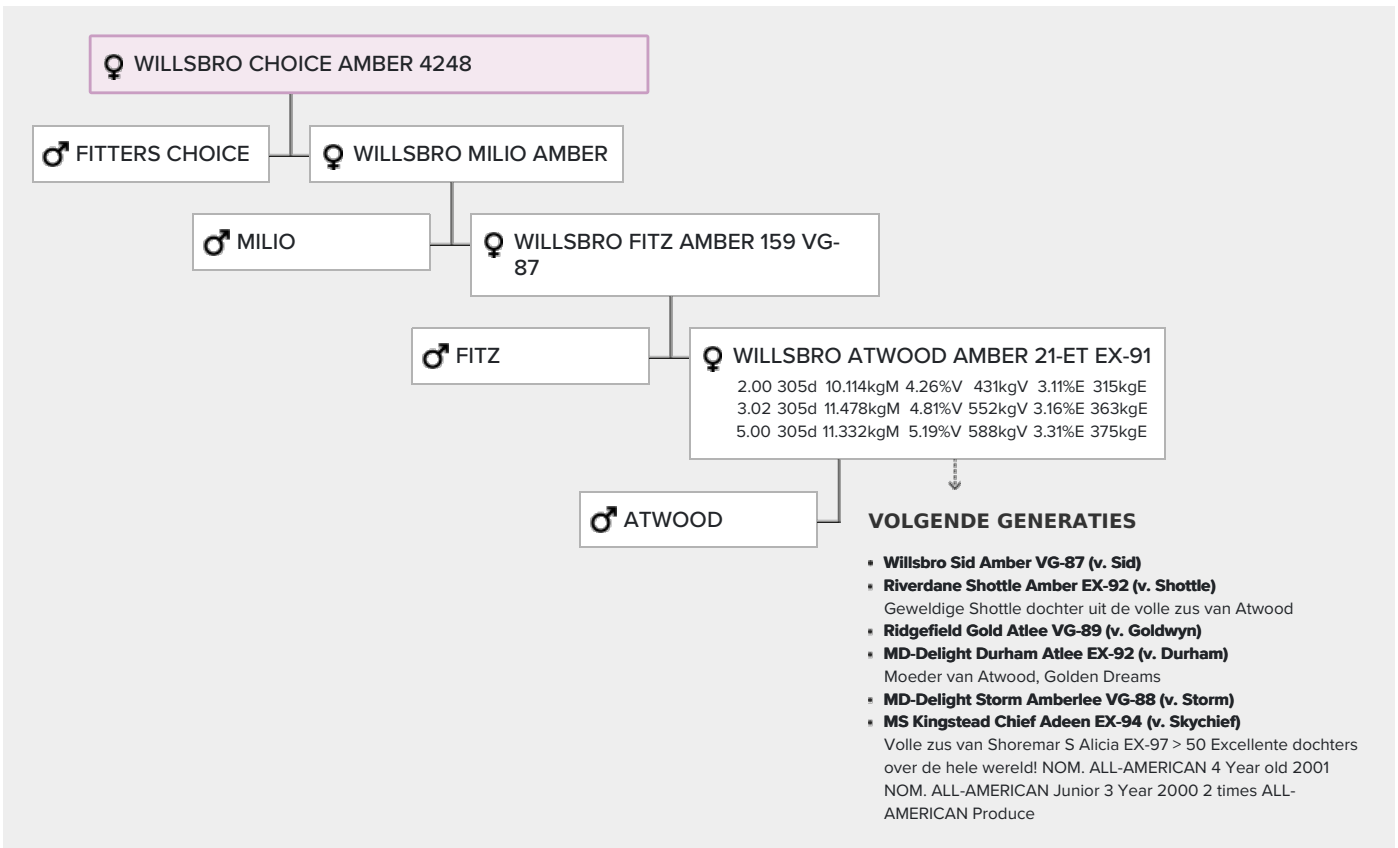 WILLSBRO CHOICE AMBER 4248
FITTERS CHOICE
WILLSBRO MILIO AMBER
MILIO
WILLSBRO FITZ AMBER 159 VG-
87
FITZ
WILLSBRO ATWOOD AMBER 21-ET EX-91
2.00 305d 10.114kgM 4.26%V 431kgV 3.11%E 315kgE
3.02 305d 11.478kgM 4.81%V 552kgV 3.16%E 363kgE
5.00 305d 11.332kgM 5.19%V 588kgV 3.31%E 375kgE
ATWOOD
VOLGENDE GENERATIES
Willsbro Sid Amber VG-87 (v. Sid)
Riverdane Shottle Amber EX-92 (v. Shottle)
Geweldige Shottle dochter uit de volle zus van Atwood
Ridgefield Gold Atlee VG-89 (v. Goldwyn)
MD-Delight Durham Atlee EX-92 (v. Durham)
Moeder van Atwood, Golden Dreams
MD-Delight Storm Amberlee VG-88 (v. Storm)
MS Kingstead Chief Adeen EX-94 (v. Skychief)
Volle zus van Shoremar S Alicia EX-97 > 50 Excellente dochters
over de hele wereld! NOM. ALL-AMERICAN 4 Year old 2001
NOM. ALL-AMERICAN Junior 3 Year 2000 2 times ALL-
AMERICAN Produce